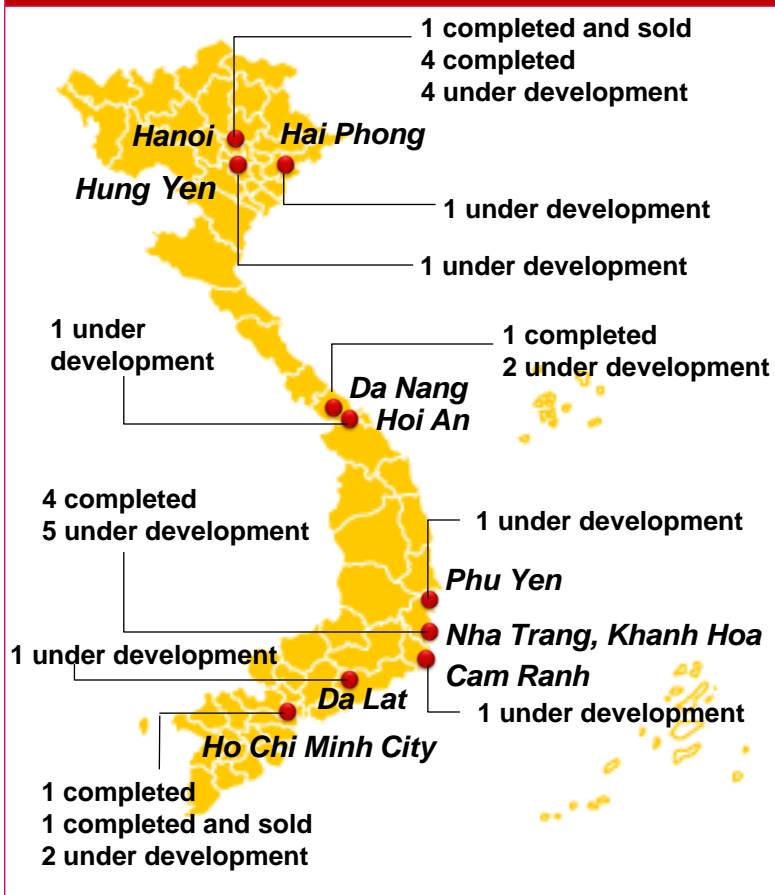 1 completed and sold
4 completed
4 under development
Hanoi
Hai Phong
Hung Yen
1 under development
1 under development
1 under
development
1 completed
2 under development
Da Nang
Hoi An
4 completed
5 under development
1 under development
Phu Yen
Nha Trang, Khanh Hoa
1 under development
Cam Ranh
Da Lat
1 under development
Ho Chi Minh City
1 completed
1 completed and sold
2 under development